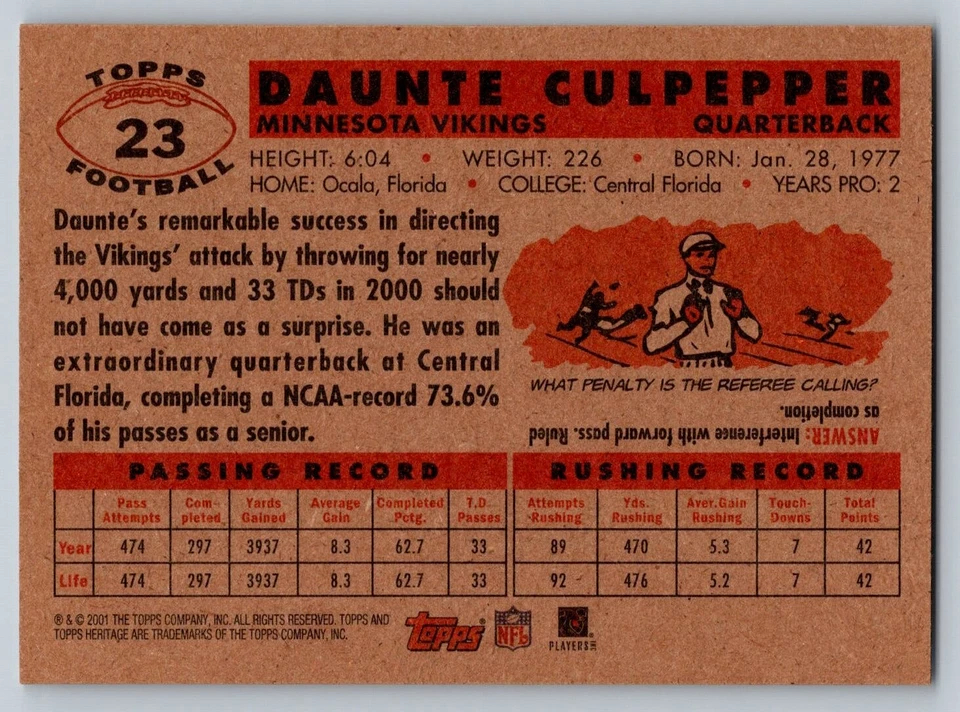 TOPPS
23
FOOTBALL
DAUNTE CULPEPPER
MINNESOTA VIKINGS QUARTERBACK
HEIGHT: 6:04 • WEIGHT: 226 • BORN: Jan. 28, 1977
HOME: Ocala, Florida • COLLEGE: Central Florida • YEARS PRO: 2
Daunte's remarkable success in directing
the Vikings' attack by throwing for nearly
4,000 yards and 33 TDs in 2000 should
not have come as a surprise. He was an
extraordinary quarterback at Central
Florida, completing a NCAA-record 73.6%
of his passes as a senior.
WHAT PENALTY IS THE REFEREE CALLING?
ANSWER: Interference with forward pass. Ruled
as completion.
PASSING RECORD
Pass Attempts Com-pleted Yards Gained Average Gain Completed Pctg. T.D. Passes
Year 474 297 3937 8.3 62.7 33
Life 474 297 3937 8.3 62.7 33
RUSHING RECORD
Attempts Rushing Yds. Rushing Aver.Gain Rushing Touch-Downs Total Points
89 470 5.3 7 42
92 476 5.2 7 42
® & © 2001 THE TOPPS COMPANY, INC. ALL RIGHTS RESERVED. TOPPS AND
TOPPS HERITAGE ARE TRADEMARKS OF THE TOPPS COMPANY, INC.
topps®
NFL
PLAYERS INC